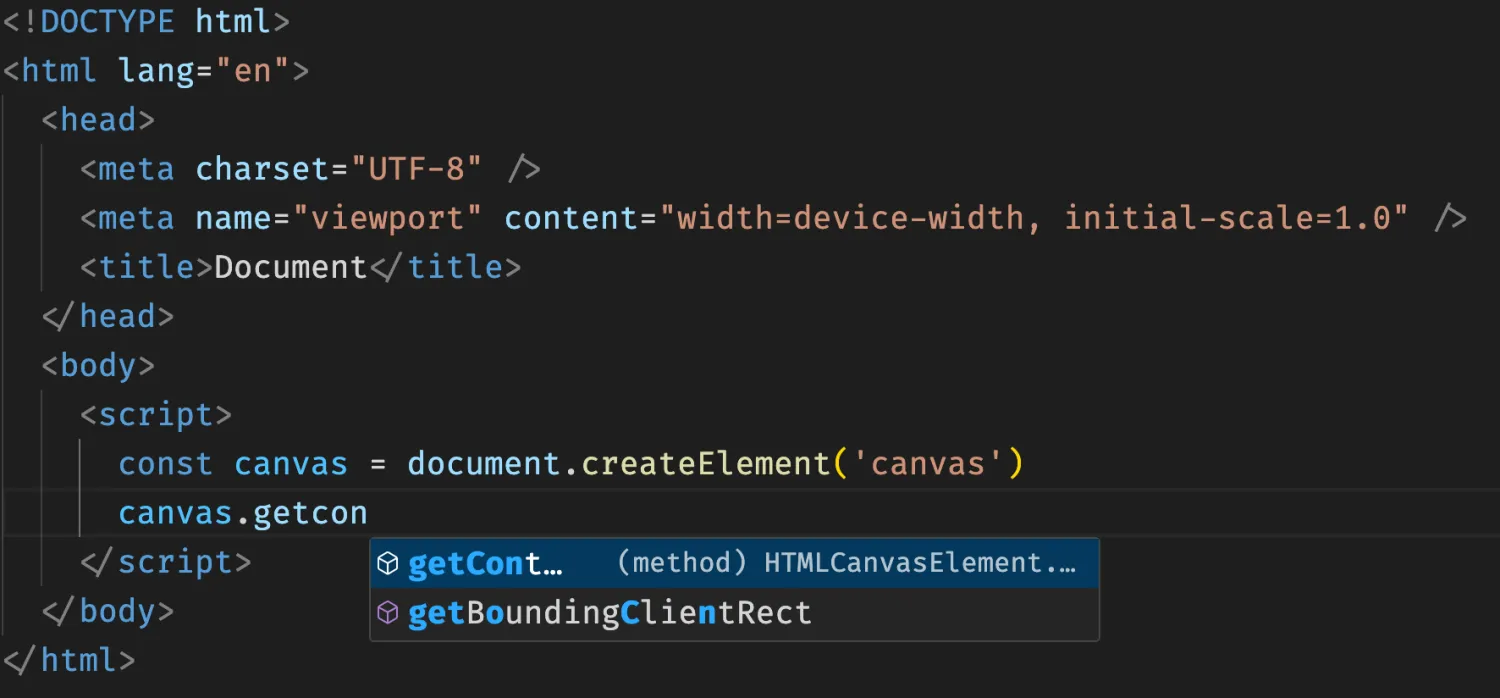 <!DOCTYPE html>
<html lang="en">
<head>
<meta charset="UTF-8" />
<meta name="viewport" content="width=device-width, initial-scale=1.0" />
<title>Document</title>
</head>
<body>
<script>
const canvas = document.createElement('canvas')
canvas.getcon
</script>
getCont… (method) HTMLCanvasElement.…
</body>
getBoundingClientRect
</html>